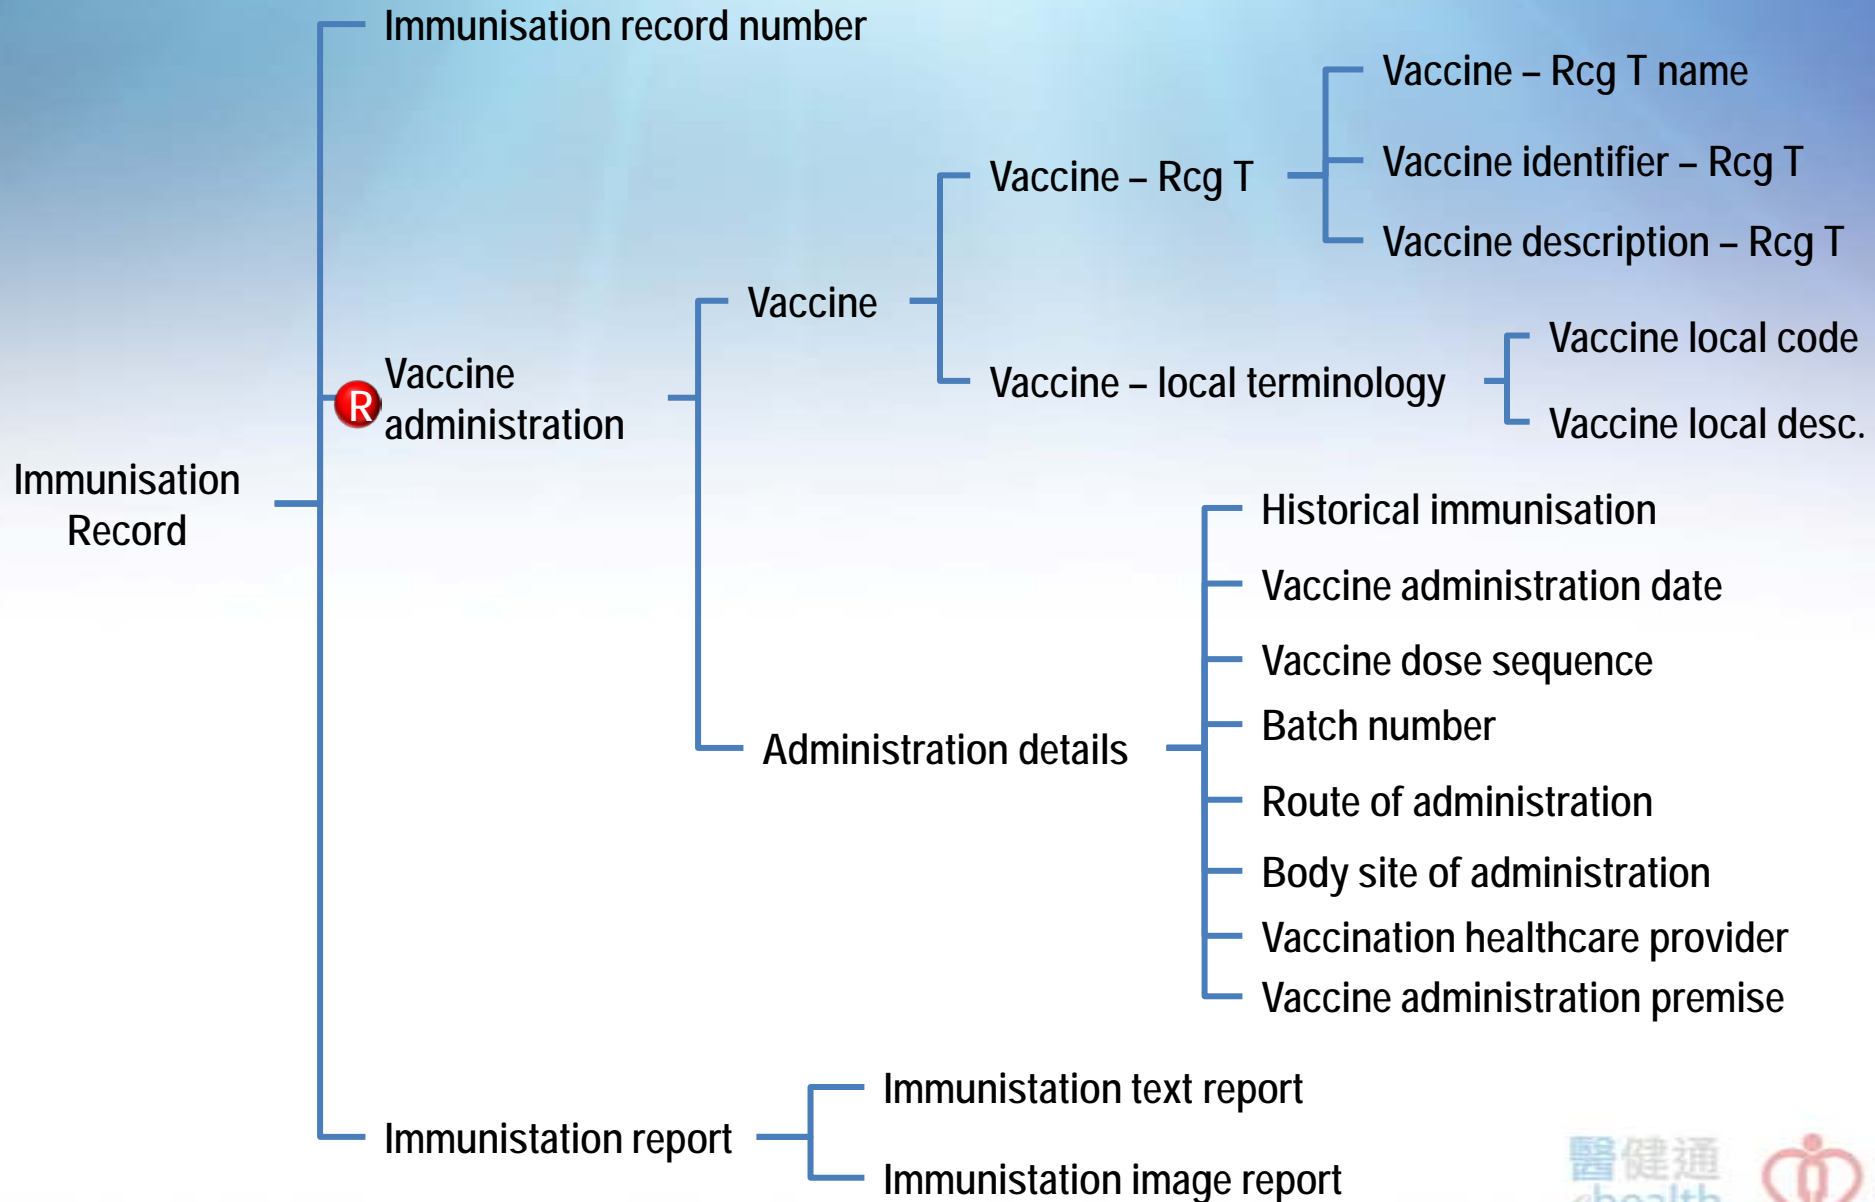 Immunisation record number
Vaccine – Rcg T name
Vaccine identifier – Rcg T
Vaccine – Rcg T
Vaccine description – Rcg T
Vaccine
Vaccine local code
Vaccine – local terminology
Vaccine local desc.
R
Vaccine
administration
Immunisation
Record
Historical immunisation
Vaccine administration date
Vaccine dose sequence
Batch number
Administration details
Route of administration
Body site of administration
Vaccination healthcare provider
Vaccine administration premise
Immunistation text report
Immunistation report
Immunistation image report
醫健通
ehealth